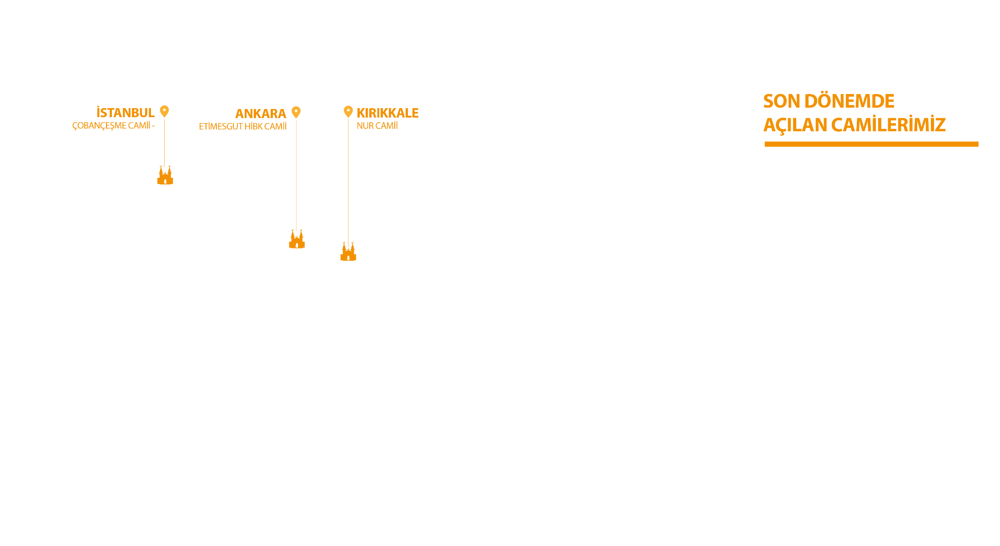 SON DÖNEMDE
AÇILAN CAMİLERİMİZ
İSTANBUL
ÇOBANÇEŞME CAMİİ -
ANKARA
ETİMESGUT HİBK CAMİİ
KIRIKKALE
NUR CAMİİ